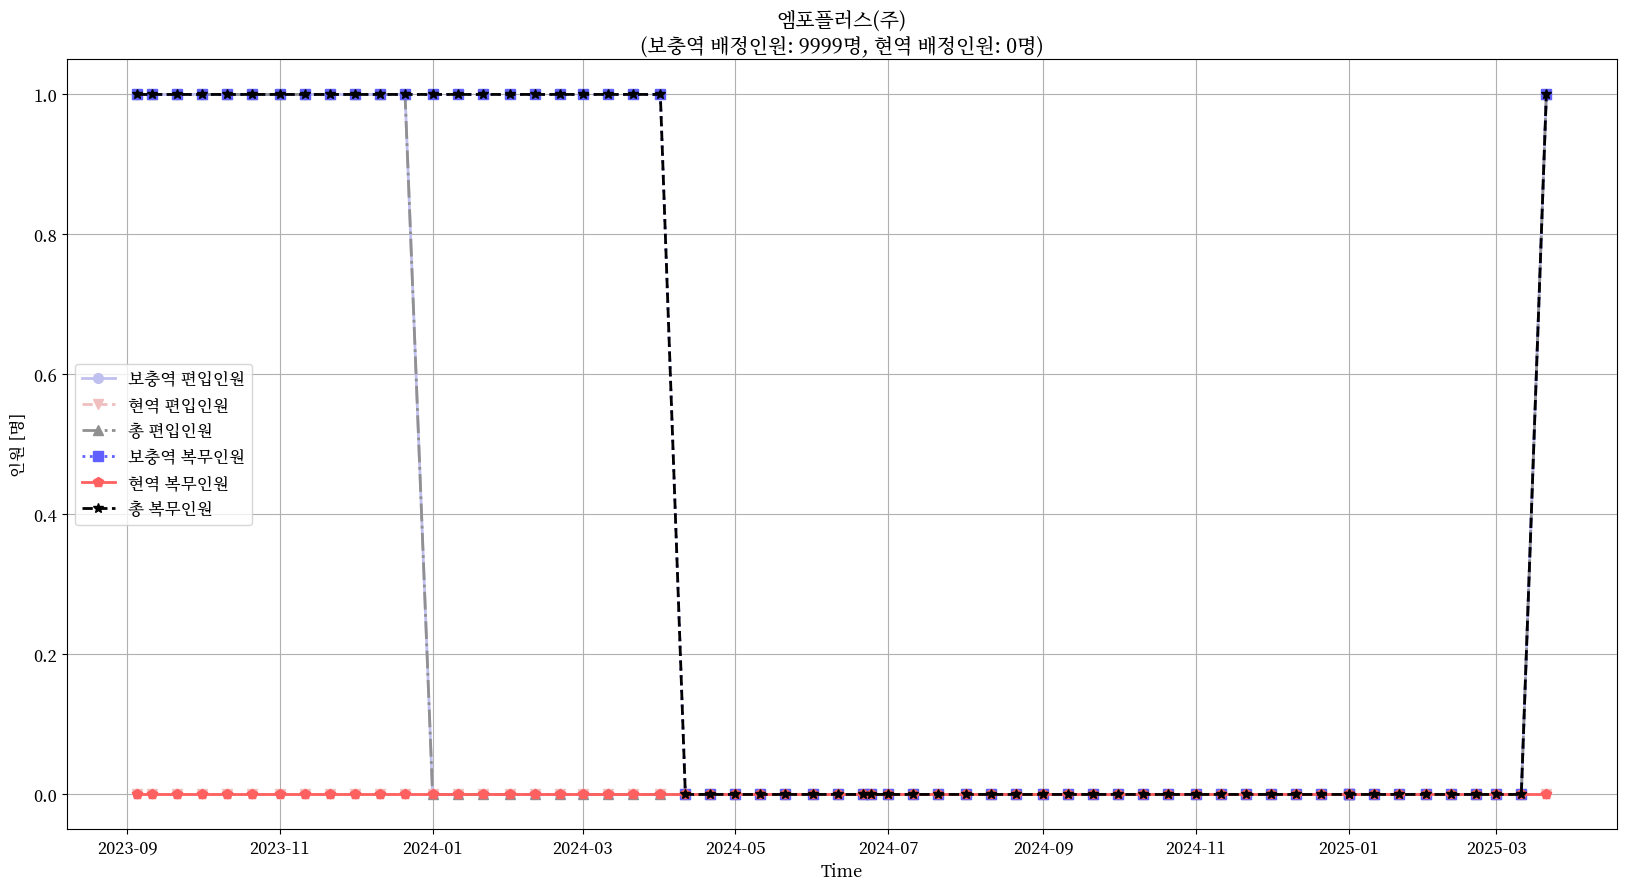 엠포플러스(주)
(보충역 배정인원: 9999명, 현역 배정인원: 0명)
1.0
0.8
0.6
0.4
0.2
0.0
인원 [명]
보충역 편입인원
현역 편입인원
총 편입인원
보충역 복무인원
현역 복무인원
총 복무인원
2023-09
2023-11
2024-01
2024-03
2024-05
2024-07
2024-09
2024-11
2025-01
2025-03
Time